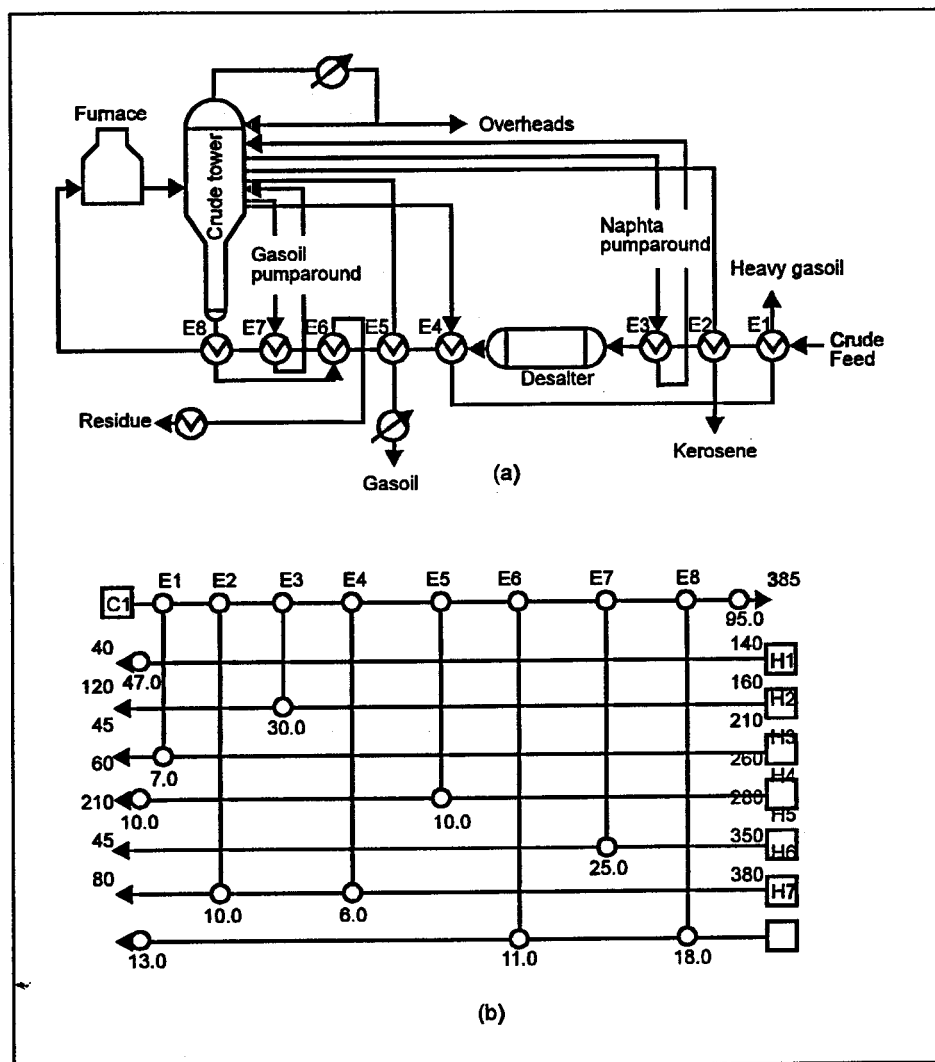 Furnace
Crude tower
Overheads
Gasoil
pumparound
Naphta
pumparound
Heavy gasoil
E8 E7 E6 E5 E4 E3 E2 E1
Crude
Feed
Desalter
Residue
Kerosene
Gasoil
(a)
E1 E2 E3 E4 E5 E6 E7 E8 385
C1
95.0
40 140
H1
47.0
120 160
H2
30.0
45 210
H3
7.0
60 260
H4
210 280
10.0 10.0
H5
45 350
H6
25.0
80 380
H7
10.0 6.0
13.0 11.0 18.0
(b)